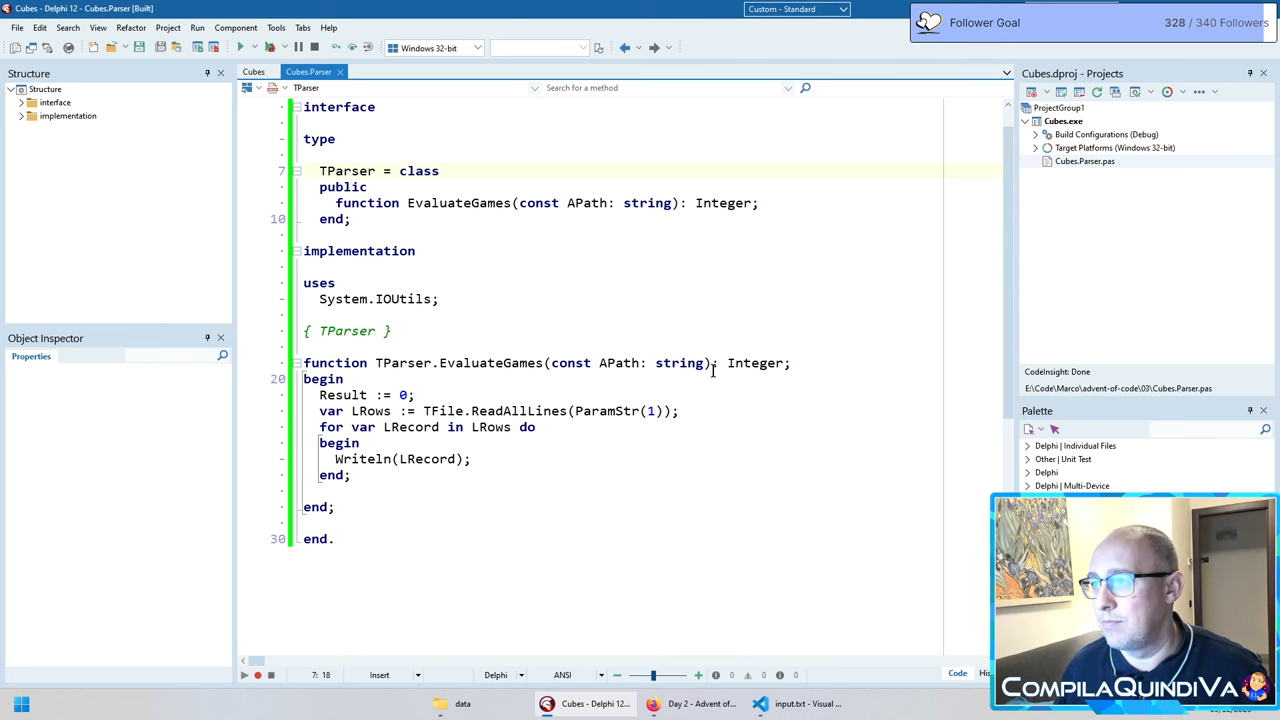 Cubes - Delphi 12 - Cubes.Parser [Built]
Custom - Standard
Follower Goal
328 / 340 Followers
File Edit Search View Refactor Project Run Component Tools Tabs Help
Windows 32-bit
Structure
Structure
interface
implementation
Object Inspector
Properties
Cubes
Cubes.Parser
TParser
Search for a method
interface
type
7 TParser = class
public
function EvaluateGames(const APath: string): Integer;
10 end;
implementation
uses
System.IOUtils;
{ TParser }
function TParser.EvaluateGames(const APath: string): Integer;
20 begin
Result := 0;
var LRows := TFile.ReadAllLines(ParamStr(1));
for var LRecord in LRows do
begin
Writeln(LRecord);
end;
end;
30 end.
7: 18
Insert
Delphi
ANSI
0
0
0
Code
His
Cubes.dproj - Projects
ProjectGroup1
Cubes.exe
Build Configurations (Debug)
Target Platforms (Windows 32-bit)
Cubes.Parser.pas
CodeInsight: Done
E:\Code\Marco\advent-of-code\03\Cubes.Parser.pas
Palette
Delphi | Individual Files
Other | Unit Test
Delphi
Delphi | Multi-Device
CompilaQuindiVa
data
Cubes - Delphi 12...
Day 2 - Advent of...
input.txt - Visual ...